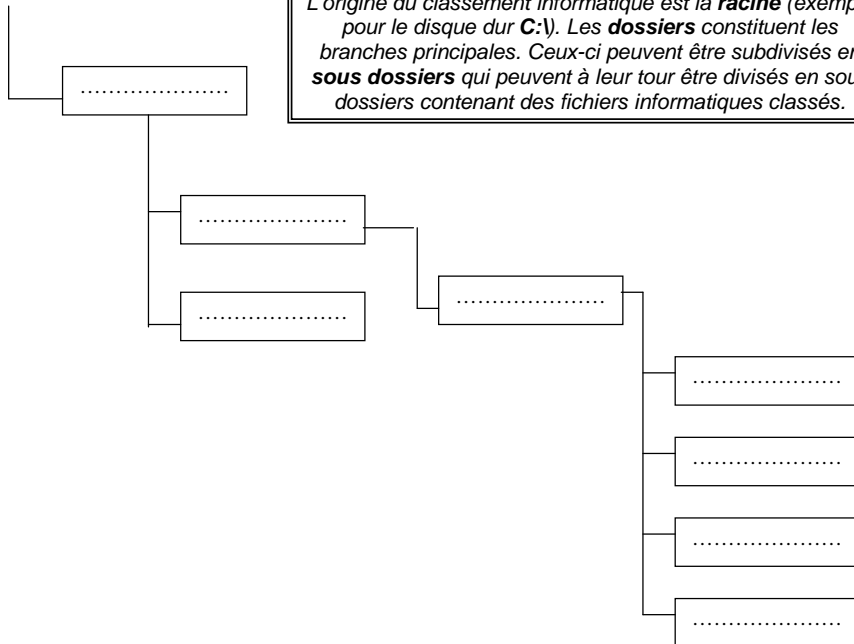 L'origine du classement informatique est la racine (exemp
pour le disque dur C:\). Les dossiers constituent les
branches principales. Ceux-ci peuvent être subdivisés en
sous dossiers qui peuvent à leur tour être divisés en sou
dossiers contenant des fichiers informatiques classés.
.....................
.....................
.....................
.....................
.....................
.....................
.....................
.....................